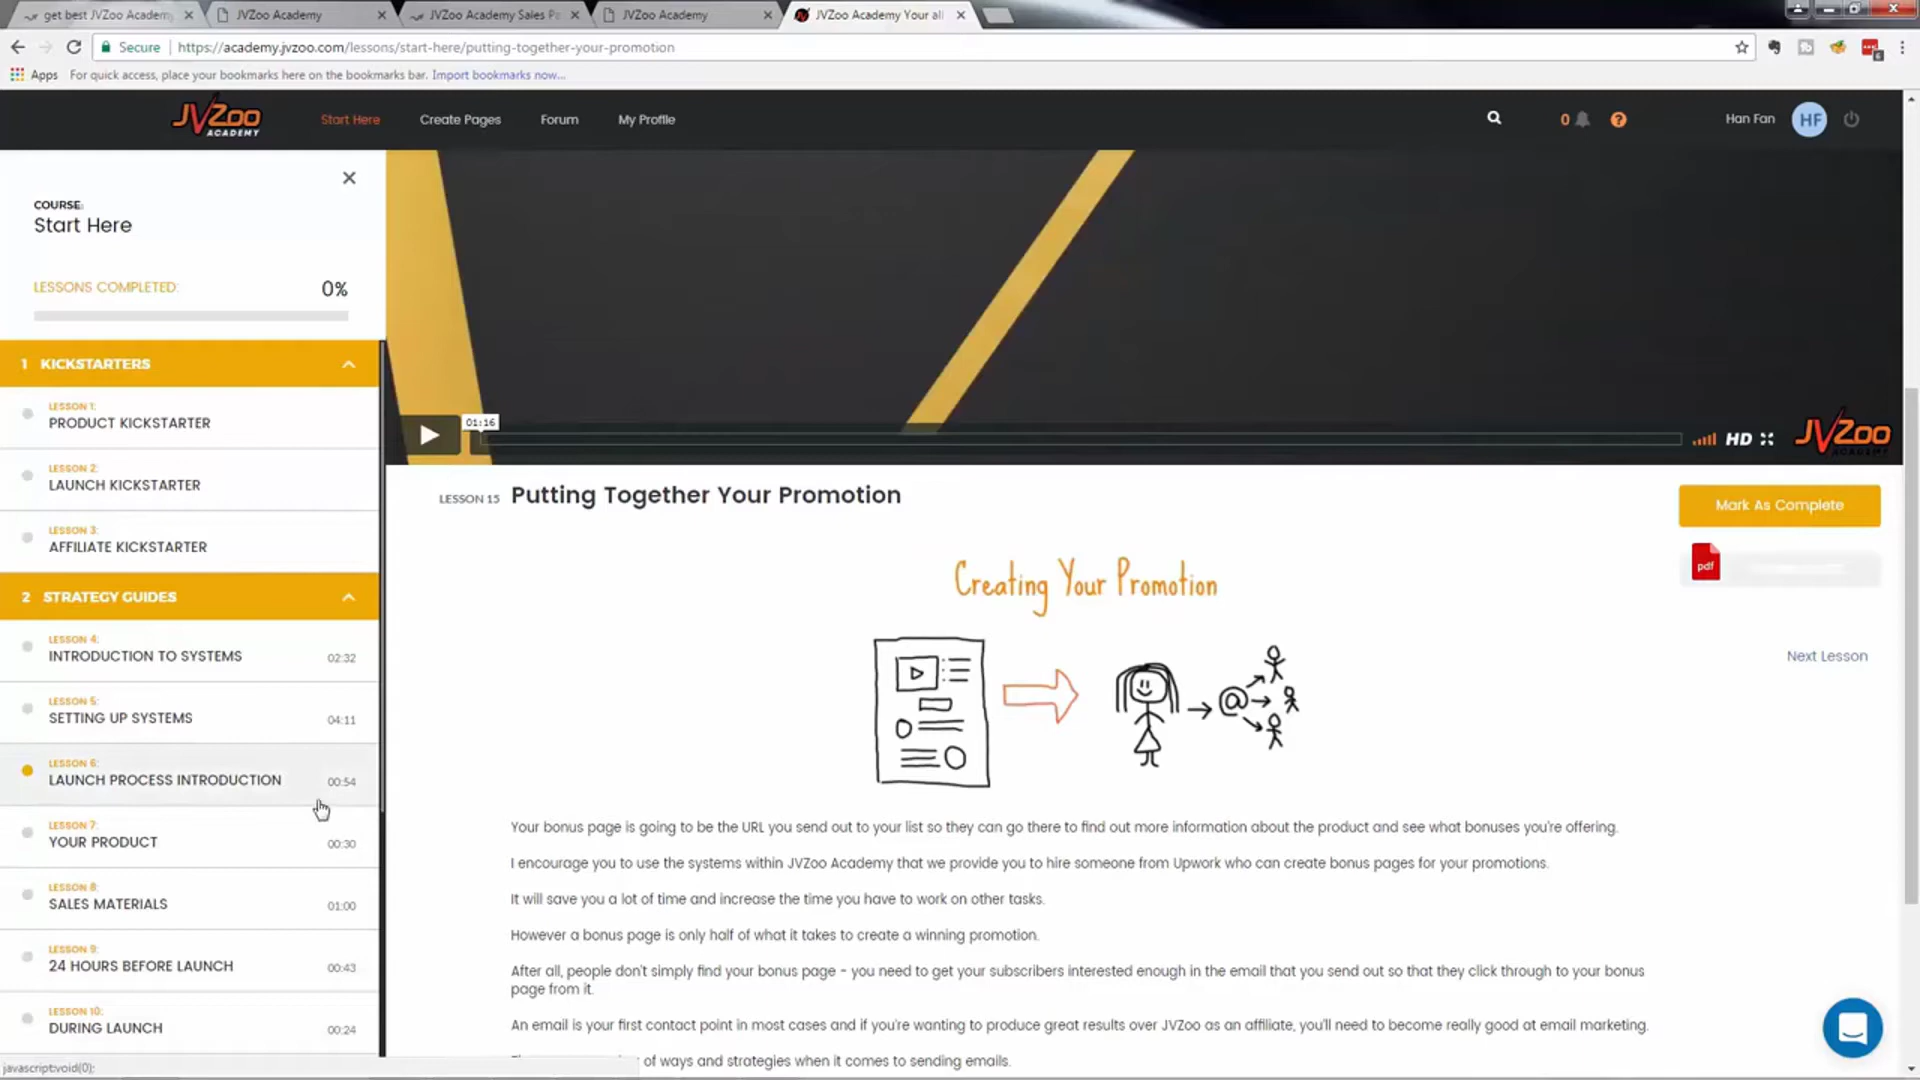 get best JVZoo Academy
JVZoo Academy
JVZoo Academy Sales Pa
JVZoo Academy
JVZoo Academy Your all
Secure
https://academy.jvzoo.com/lessons/start-here/putting-together-your-promotion
Apps
For quick access, place your bookmarks here on the bookmarks bar. Import bookmarks now...
JVZoo
ACADEMY
Start Here
Create Pages
Forum
My Profile
0
?
Han Fan
HF
COURSE:
Start Here
LESSONS COMPLETED:
0%
1 KICKSTARTERS
LESSON 1:
PRODUCT KICKSTARTER
LESSON 2:
LAUNCH KICKSTARTER
LESSON 3:
AFFILIATE KICKSTARTER
2 STRATEGY GUIDES
LESSON 4:
INTRODUCTION TO SYSTEMS 02:32
LESSON 5:
SETTING UP SYSTEMS 04:11
LESSON 6:
LAUNCH PROCESS INTRODUCTION 00:54
LESSON 7:
YOUR PRODUCT 00:30
LESSON 8:
SALES MATERIALS 01:00
LESSON 9:
24 HOURS BEFORE LAUNCH 00:43
LESSON 10:
DURING LAUNCH 00:24
javascript:void(0);
01:16
HD
JVZoo
ACADEMY
LESSON 15 Putting Together Your Promotion
Mark As Complete
pdf
Next Lesson
Creating Your Promotion
@
Your bonus page is going to be the URL you send out to your list so they can go there to find out more information about the product and see what bonuses you're offering.
I encourage you to use the systems within JVZoo Academy that we provide you to hire someone from Upwork who can create bonus pages for your promotions.
It will save you a lot of time and increase the time you have to work on other tasks.
However a bonus page is only half of what it takes to create a winning promotion.
After all, people don't simply find your bonus page - you need to get your subscribers interested enough in the email that you send out so that they click through to your bonus
page from it.
An email is your first contact point in most cases and if you're wanting to produce great results over JVZoo as an affiliate, you'll need to become really good at email marketing.
of ways and strategies when it comes to sending emails.